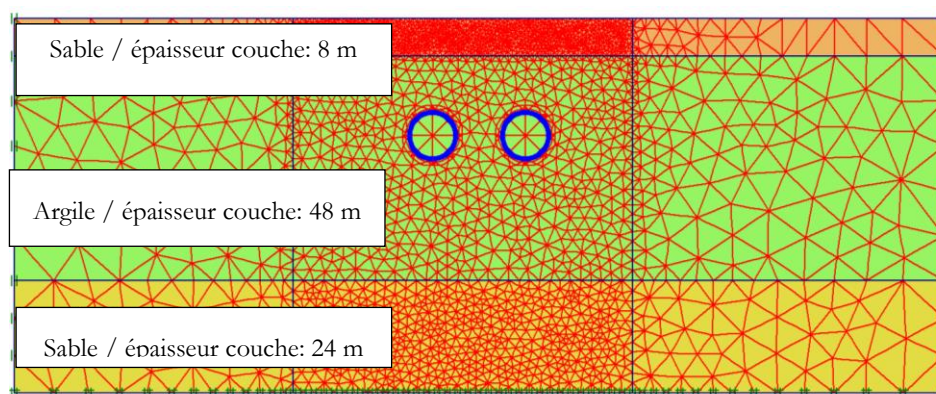 Sable / épaisseur couche: 8 m
Argile / épaisseur couche: 48 m
Sable / épaisseur couche: 24 m